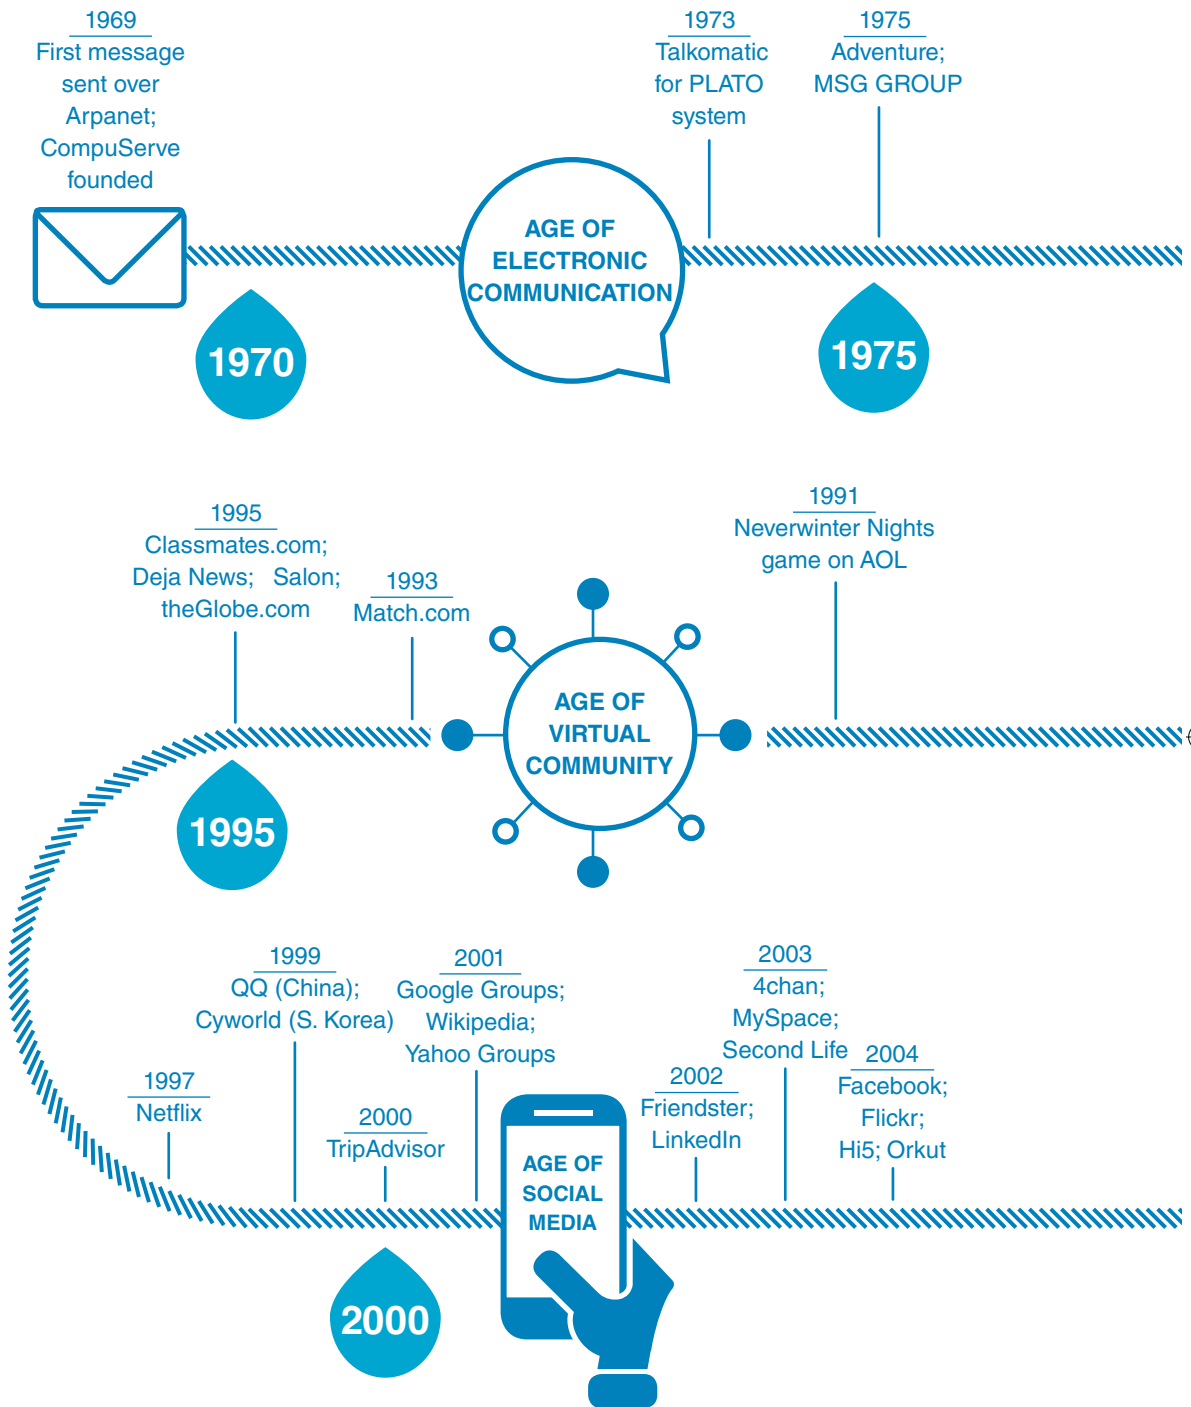 1969
First message
sent over
Arpanet;
CompuServe
founded
1973
Talkomatic
for PLATO
system
1975
Adventure;
MSG GROUP
AGE OF
ELECTRONIC
COMMUNICATION
1970
1975
1995
Classmates.com;
Deja News; Salon;
theGlobe.com
1993
Match.com
1991
Neverwinter Nights
game on AOL
AGE OF
VIRTUAL
COMMUNITY
1995
1997
Netflix
1999
QQ (China);
Cyworld (S. Korea)
2000
TripAdvisor
2001
Google Groups;
Wikipedia;
Yahoo Groups
2002
Friendster;
LinkedIn
2003
4chan;
MySpace;
Second Life
2004
Facebook;
Flickr;
Hi5; Orkut
AGE OF
SOCIAL
MEDIA
2000